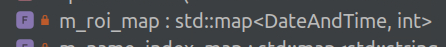 F m_roi_map : std::map<DateAndTime, int>